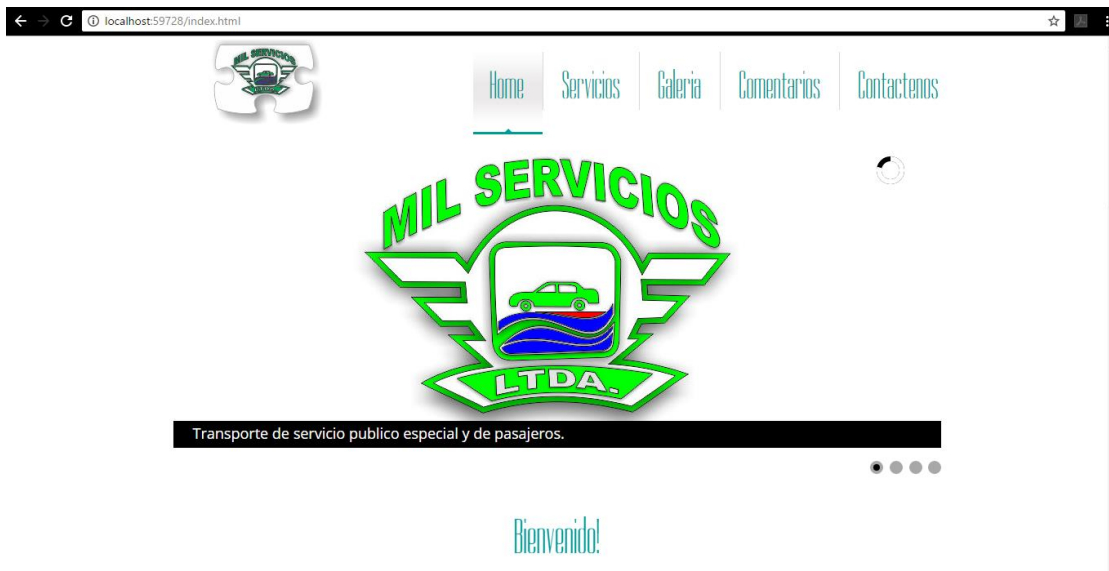 localhost:59728/index.html
MIL SERVICIOS
Home
Servicios
Galeria
Comentarios
Contactenos
MIL SERVICIOS
LTDA.
Transporte de servicio publico especial y de pasajeros.
Bienvenido!